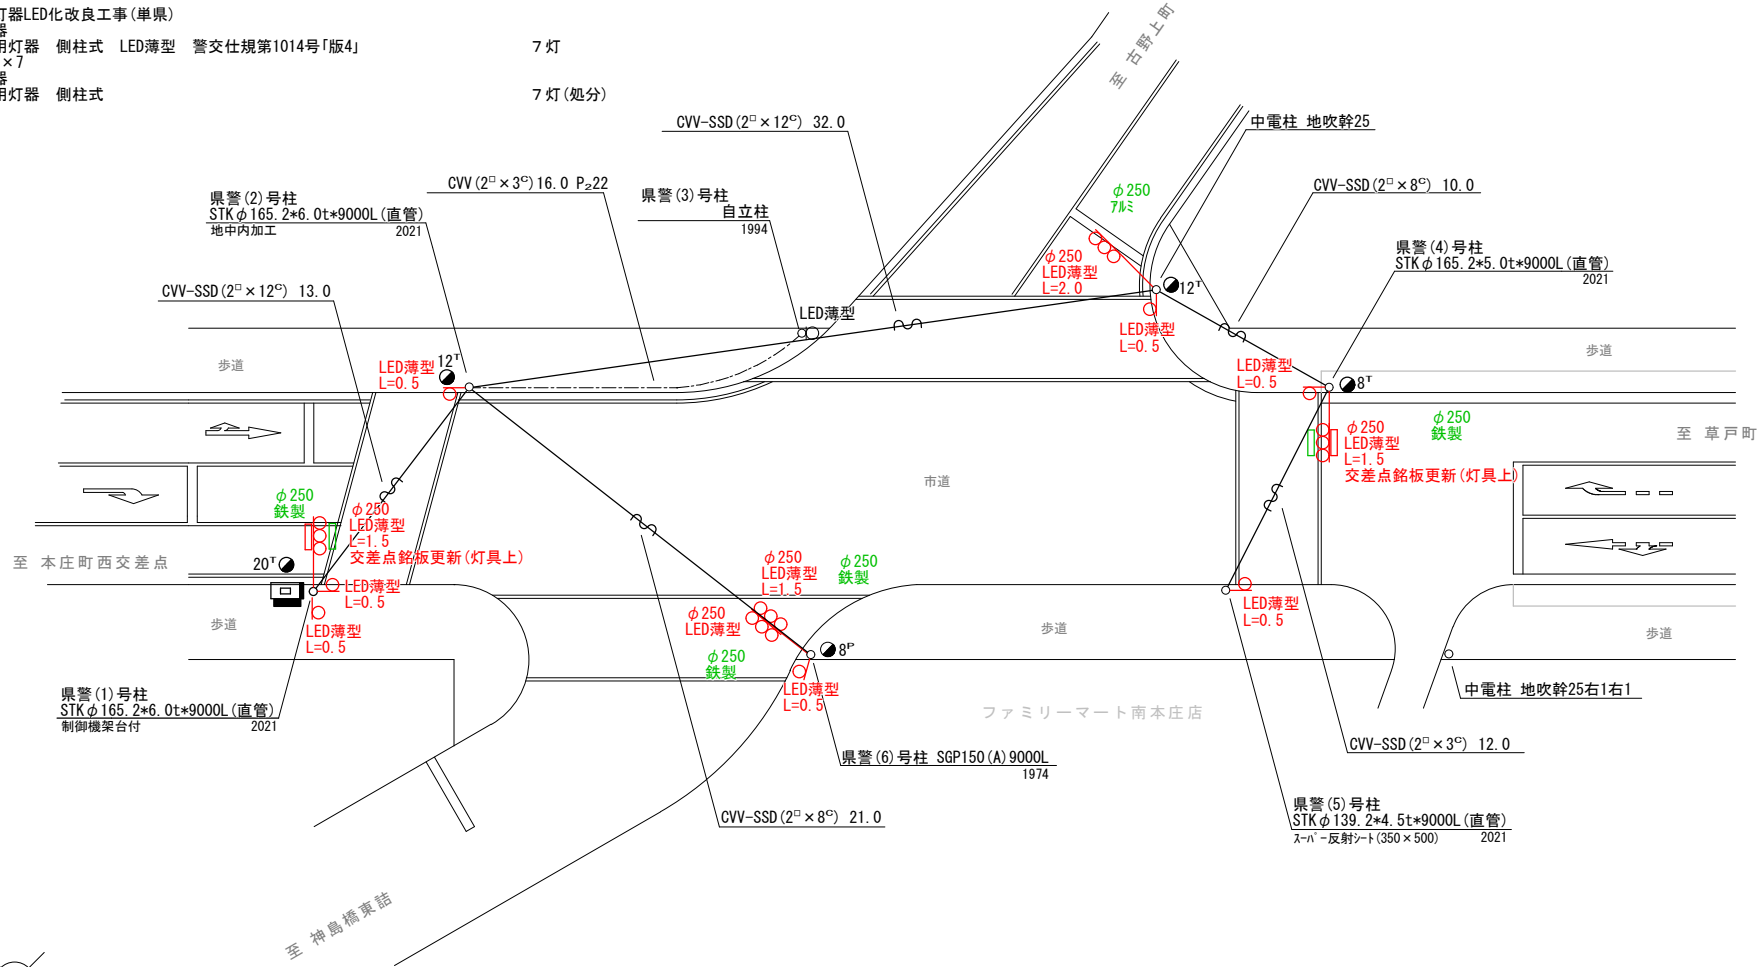 灯器LED化改良工事(単県)
器
用灯器 側柱式 LED薄型 警交仕規第1014号「版4」 7灯
×7
器
用灯器 側柱式 7灯(処分)
至 古野上町
CVV-SSD(2□×12C) 32.0
中電柱 地吹幹25
県警(2)号柱
STKφ165.2*6.0t*9000L(直管)
地中内加工 2021
CVV(2□×3C)16.0 P₂22
県警(3)号柱
自立柱
1994
φ250
アルミ
CVV-SSD(2□×8C) 10.0
県警(4)号柱
STKφ165.2*5.0t*9000L(直管)
2021
CVV-SSD(2□×12C) 13.0
φ250
LED薄型
L=2.0
12T
LED薄型
LED薄型
L=0.5
歩道
LED薄型
L=0.5
12T
LED薄型
L=0.5
8T
歩道
φ250
鉄製
φ250
LED薄型
L=1.5
交差点銘板更新(灯具上)
φ250
鉄製
至 草戸町
市道
φ250
鉄製
φ250
LED薄型
L=1.5
交差点銘板更新(灯具上)
至 本庄町西交差点
20T
LED薄型
L=0.5
φ250
LED薄型
L=1.5
φ250
鉄製
LED薄型
L=0.5
歩道
LED薄型
L=0.5
φ250
LED薄型
歩道
歩道
φ250
鉄製
8P
LED薄型
L=0.5
県警(1)号柱
STKφ165.2*6.0t*9000L(直管)
制御機架台付 2021
中電柱 地吹幹25右1右1
ファミリーマート南本庄店
県警(6)号柱 SGP150(A)9000L
1974
CVV-SSD(2□×3C) 12.0
CVV-SSD(2□×8C) 21.0
県警(5)号柱
STKφ139.2*4.5t*9000L(直管)
スーパー反射シート(350×500) 2021
至 神島橋東詰